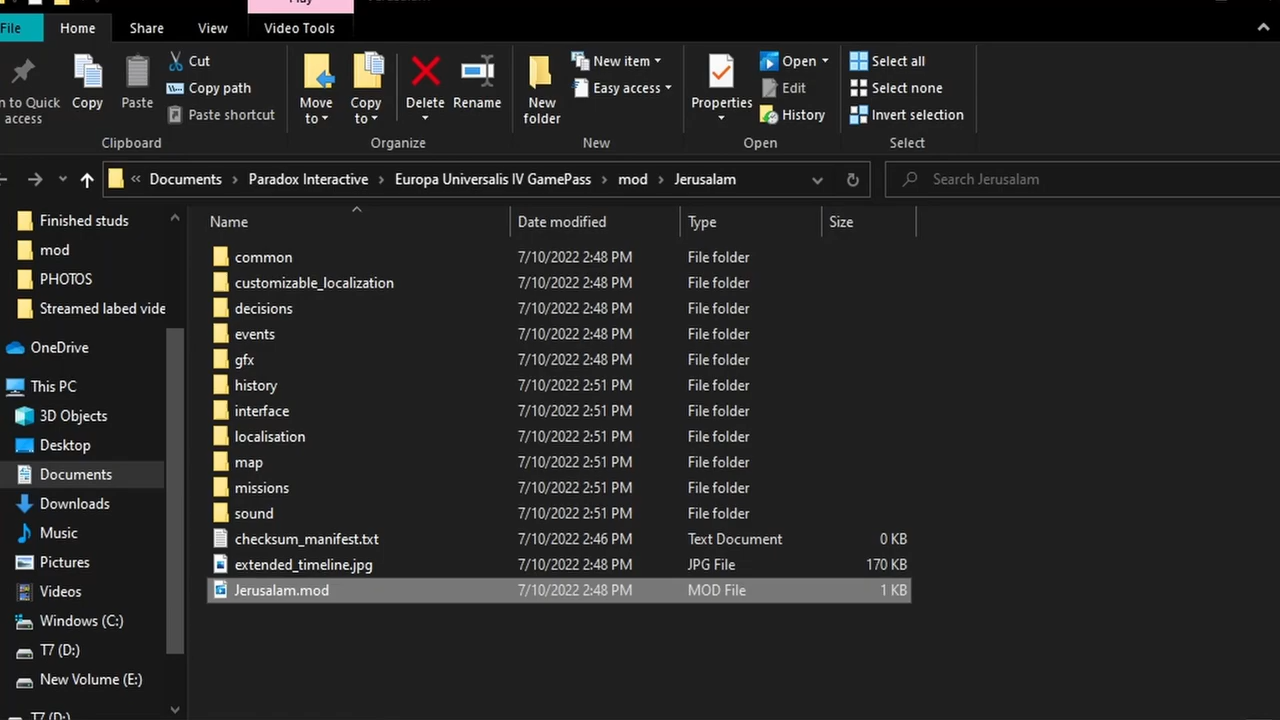 File Home Share View Video Tools
Cut
Copy path
Paste shortcut
Copy
Paste
n to Quick
access
Clipboard
Move
to
Copy
to
Delete
Rename
Organize
New
folder
New item
Easy access
New
Properties
Open
Edit
History
Open
Select all
Select none
Invert selection
Select
« Documents › Paradox Interactive › Europa Universalis IV GamePass › mod › Jerusalam
Search Jerusalam
Finished studs
mod
PHOTOS
Streamed labed vide
OneDrive
This PC
3D Objects
Desktop
Documents
Downloads
Music
Pictures
Videos
Windows (C:)
T7 (D:)
New Volume (E:)
T7 (D:)
Name Date modified Type Size
common 7/10/2022 2:48 PM File folder
customizable_localization 7/10/2022 2:48 PM File folder
decisions 7/10/2022 2:48 PM File folder
events 7/10/2022 2:48 PM File folder
gfx 7/10/2022 2:48 PM File folder
history 7/10/2022 2:51 PM File folder
interface 7/10/2022 2:51 PM File folder
localisation 7/10/2022 2:51 PM File folder
map 7/10/2022 2:51 PM File folder
missions 7/10/2022 2:51 PM File folder
sound 7/10/2022 2:51 PM File folder
checksum_manifest.txt 7/10/2022 2:46 PM Text Document 0 KB
extended_timeline.jpg 7/10/2022 2:48 PM JPG File 170 KB
Jerusalam.mod 7/10/2022 2:48 PM MOD File 1 KB